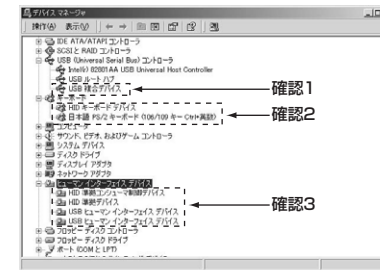 デバイス マネージャ
操作(A) 表示(V)
IDE ATA/ATAPI コントローラ
SCSI と RAID コントローラ
USB (Universal Serial Bus) コントローラ
Intel(r) 82801AA USB Universal Host Controller
USB ルート ハブ
USB 複合デバイス
確認1
キーボード
HID キーボード デバイス
日本語 PS/2 キーボード (106/109 キー Ctrl+英数)
確認2
コンピュータ
サウンド、ビデオ、およびゲーム コントローラ
システム デバイス
ディスク ドライブ
ディスプレイ アダプタ
ネットワーク アダプタ
ヒューマン インターフェイス デバイス
HID 準拠コンシューマ制御デバイス
HID 準拠デバイス
USB ヒューマン インターフェイス デバイス
USB ヒューマン インターフェイス デバイス
確認3
フロッピー ディスク コントローラ
フロッピー ディスク ドライブ
ポート (COM と LPT)